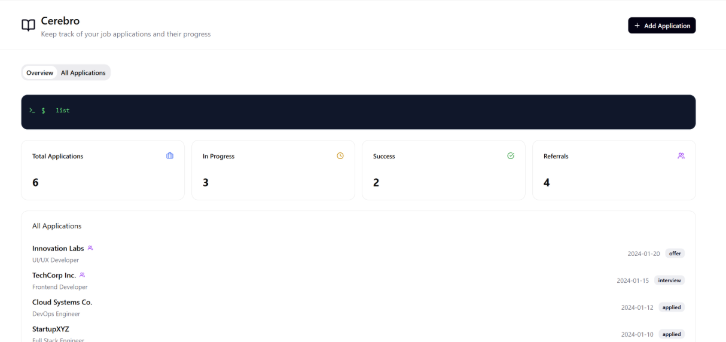 Cerebro
Keep track of your job applications and their progress
+ Add Application
Overview All Applications
>_ $ list
Total Applications
6
In Progress
3
Success
2
Referrals
4
All Applications
Innovation Labs
UI/UX Developer
2024-01-20 offer
TechCorp Inc.
Frontend Developer
2024-01-15 interview
Cloud Systems Co.
DevOps Engineer
2024-01-12 applied
StartupXYZ
Full Stack Engineer
2024-01-10 applied